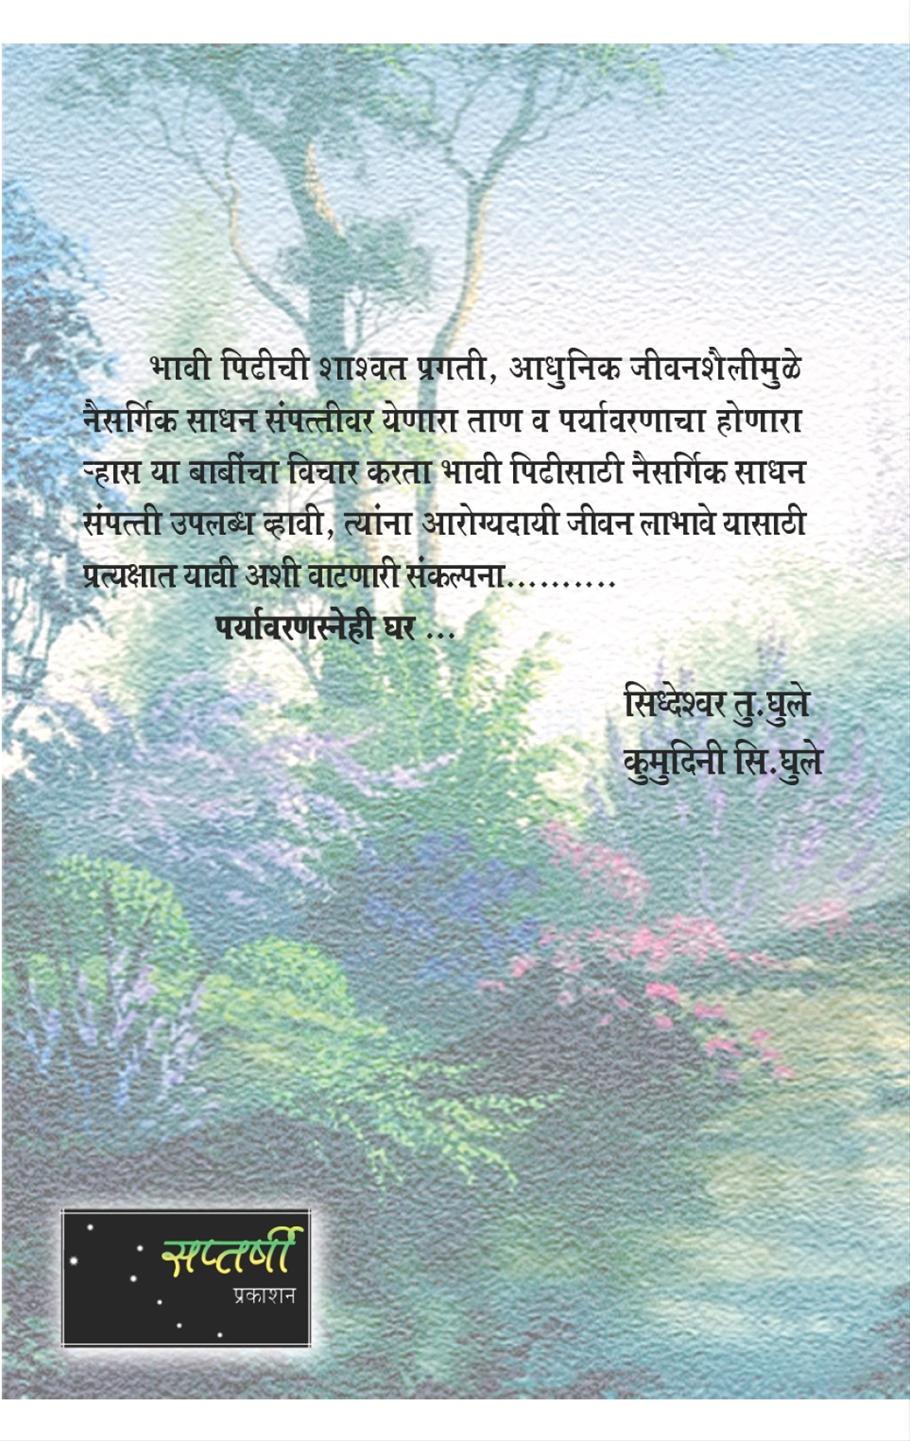 भावी पिढीची शाश्वत प्रगती, आधुनिक जीवनशैलीमुळे
नैसर्गिक साधन संपत्तीवर येणारा ताण व पर्यावरणाचा होणारा
ऱ्हास या बाबींचा विचार करता भावी पिढीसाठी नैसर्गिक साधन
संपत्ती उपलब्ध व्हावी, त्यांना आरोग्यदायी जीवन लाभावे यासाठी
प्रत्यक्षात यावी अशी वाटणारी संकल्पना..........
पर्यावरणस्नेही घर ...
सिध्देश्वर तु.घुले
कुमुदिनी सि.घुले
सप्तर्षी
प्रकाशन